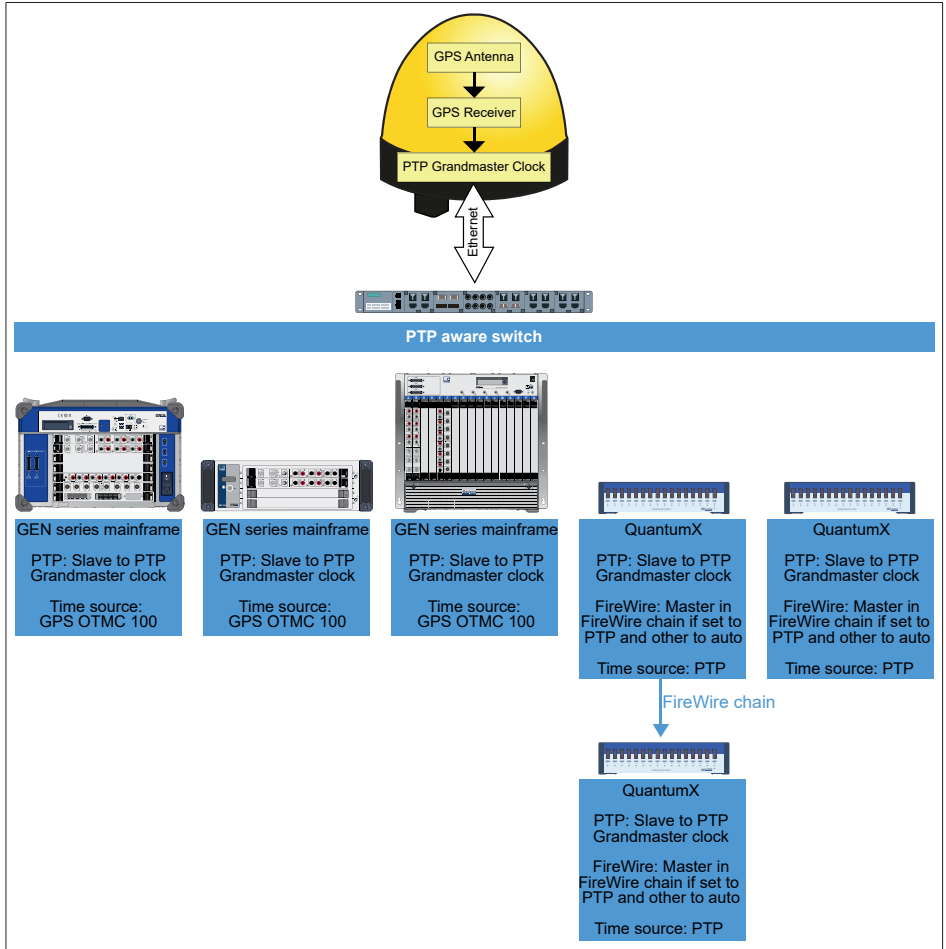 GPS Antenna
GPS Receiver
PTP Grandmaster Clock
Ethernet
PTP aware switch
GEN series mainframe
PTP: Slave to PTP
Grandmaster clock
Time source:
GPS OTMC 100
PTP: Slave to PTP
Grandmaster clock
Time source:
GPS OTMC 100
GEN series mainframe
GEN series mainframe
PTP: Slave to PTP
Grandmaster clock
Time source:
GPS OTMC 100
QuantumX
PTP: Slave to PTP
Grandmaster clock
FireWire: Master in
FireWire chain if set to
PTP and other to auto
Time source: PTP
QuantumX
PTP: Slave to PTP
Grandmaster clock
FireWire: Master in
FireWire chain if set to
PTP and other to auto
Time source: PTP
FireWire chain
QuantumX
PTP: Slave to PTP
Grandmaster clock
FireWire: Master in
FireWire chain if set to
PTP and other to auto
Time source: PTP